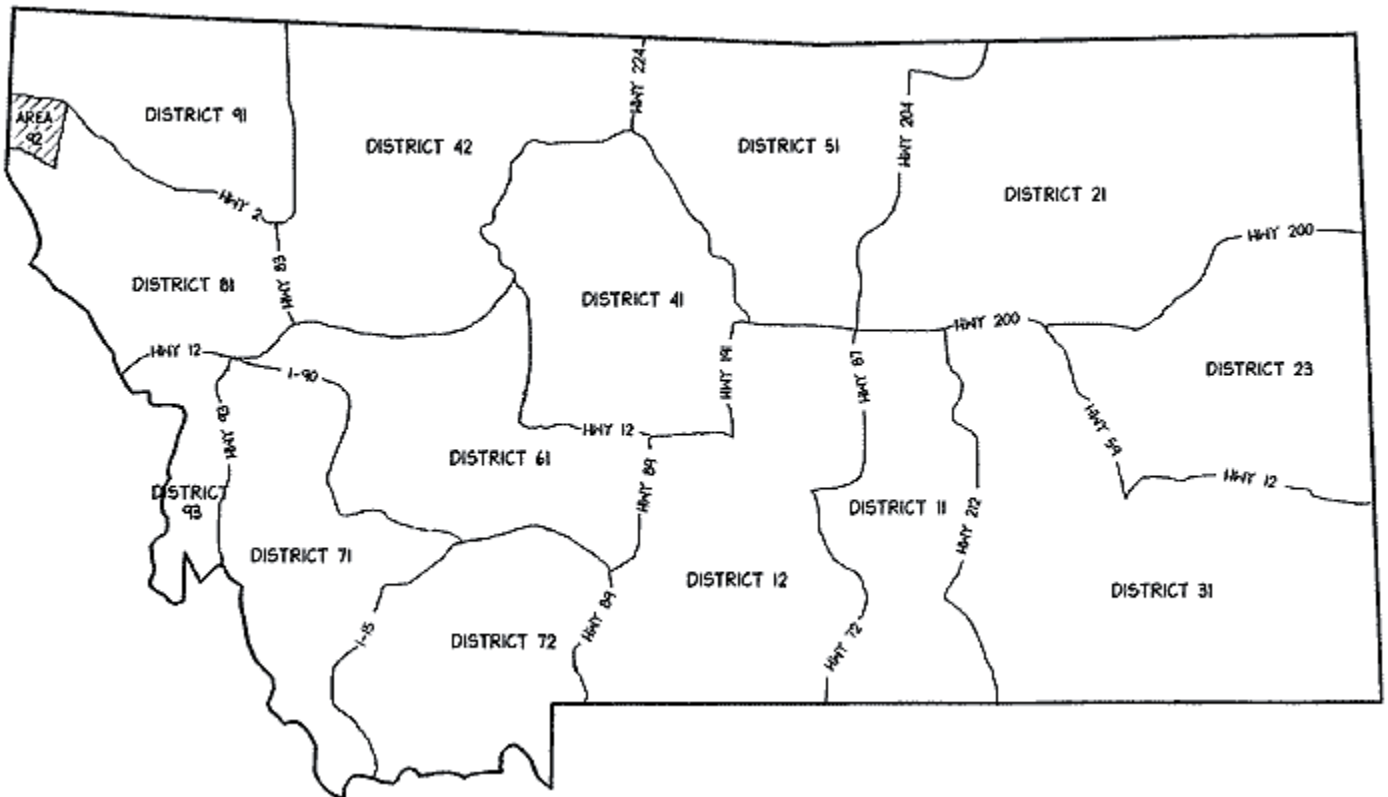 HWY 224
DISTRICT 91
AREA
92
DISTRICT 42
DISTRICT 51
HWY 204
DISTRICT 21
HWY 2
HWY 200
HWY 83
DISTRICT 81
DISTRICT 41
HWY 200
HWY 12
I-90
HWY 191
HWY 87
DISTRICT 23
HWY 93
HWY 12
HWY 59
DISTRICT 61
HWY 89
HWY 12
DISTRICT
93
DISTRICT 11
HWY 212
DISTRICT 71
DISTRICT 12
DISTRICT 31
HWY 89
I-15
DISTRICT 72
HWY 72